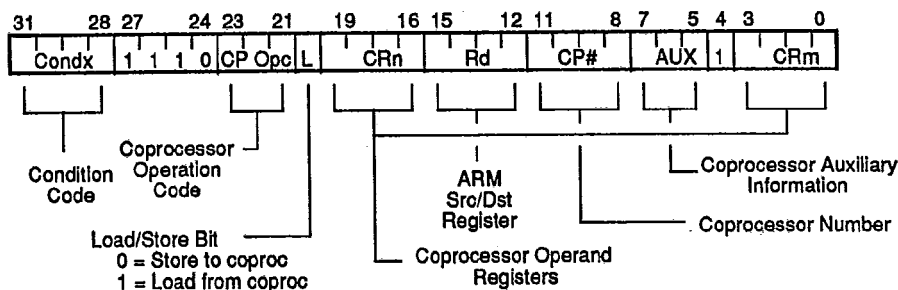 31 28 27 24 23 21 19 16 15 12 11 8 7 5 4 3 0
Condx 1 1 1 0 CP Opc L CRn Rd CP# AUX 1 CRm
Condition
Code
Coprocessor
Operation
Code
ARM
Src/Dst
Register
Coprocessor Auxiliary
Information
Coprocessor Number
Load/Store Bit
0 = Store to coproc
1 = Load from coproc
Coprocessor Operand
Registers